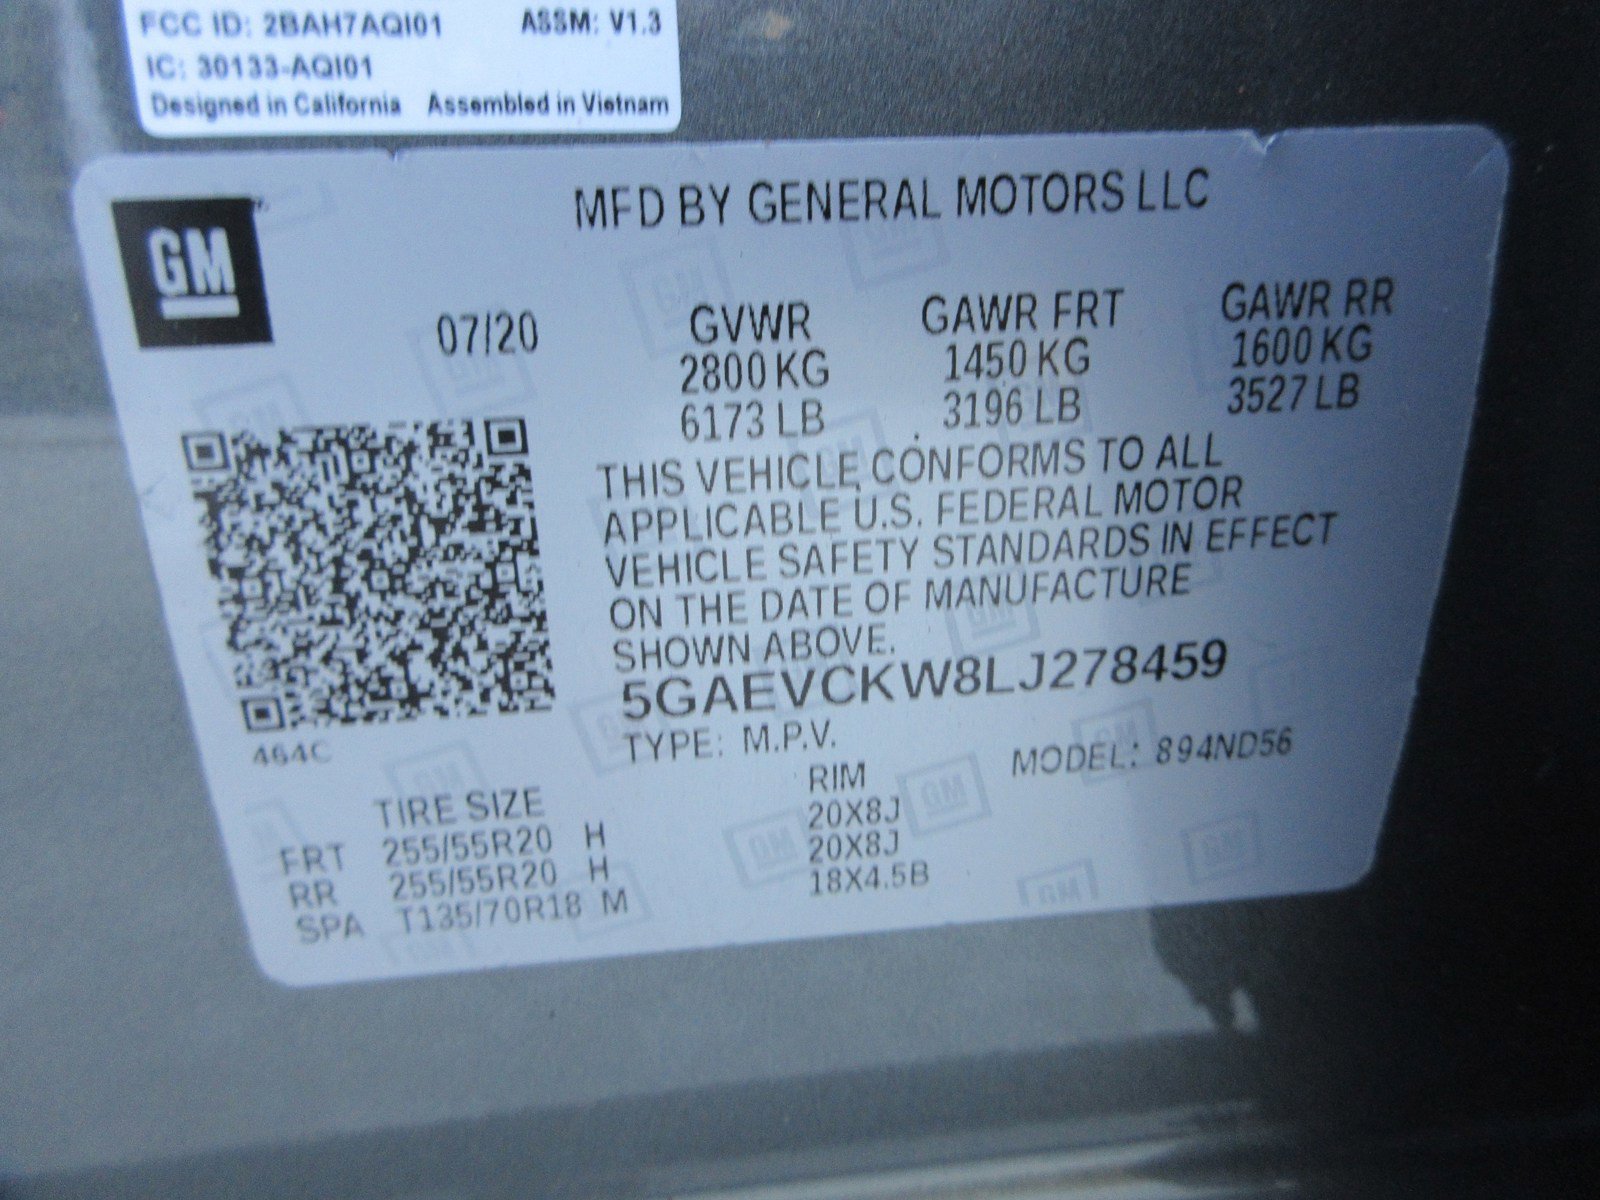 FCC ID: 2BAH7AQI01 ASSM: V1.3
IC: 30133-AQI01
Designed in California Assembled in Vietnam
GM
MFD BY GENERAL MOTORS LLC
07/20 GVWR GAWR FRT GAWR RR
2800 KG 1450 KG 1600 KG
6173 LB 3196 LB 3527 LB
THIS VEHICLE CONFORMS TO ALL
APPLICABLE U.S. FEDERAL MOTOR
VEHICLE SAFETY STANDARDS IN EFFECT
ON THE DATE OF MANUFACTURE
SHOWN ABOVE.
5GAEVCKW8LJ278459
464C
TYPE: M.P.V. MODEL: 894ND56
TIRE SIZE RIM
FRT 255/55R20 H 20X8J
RR 255/55R20 H 20X8J
SPA T135/70R18 M 18X4.5B